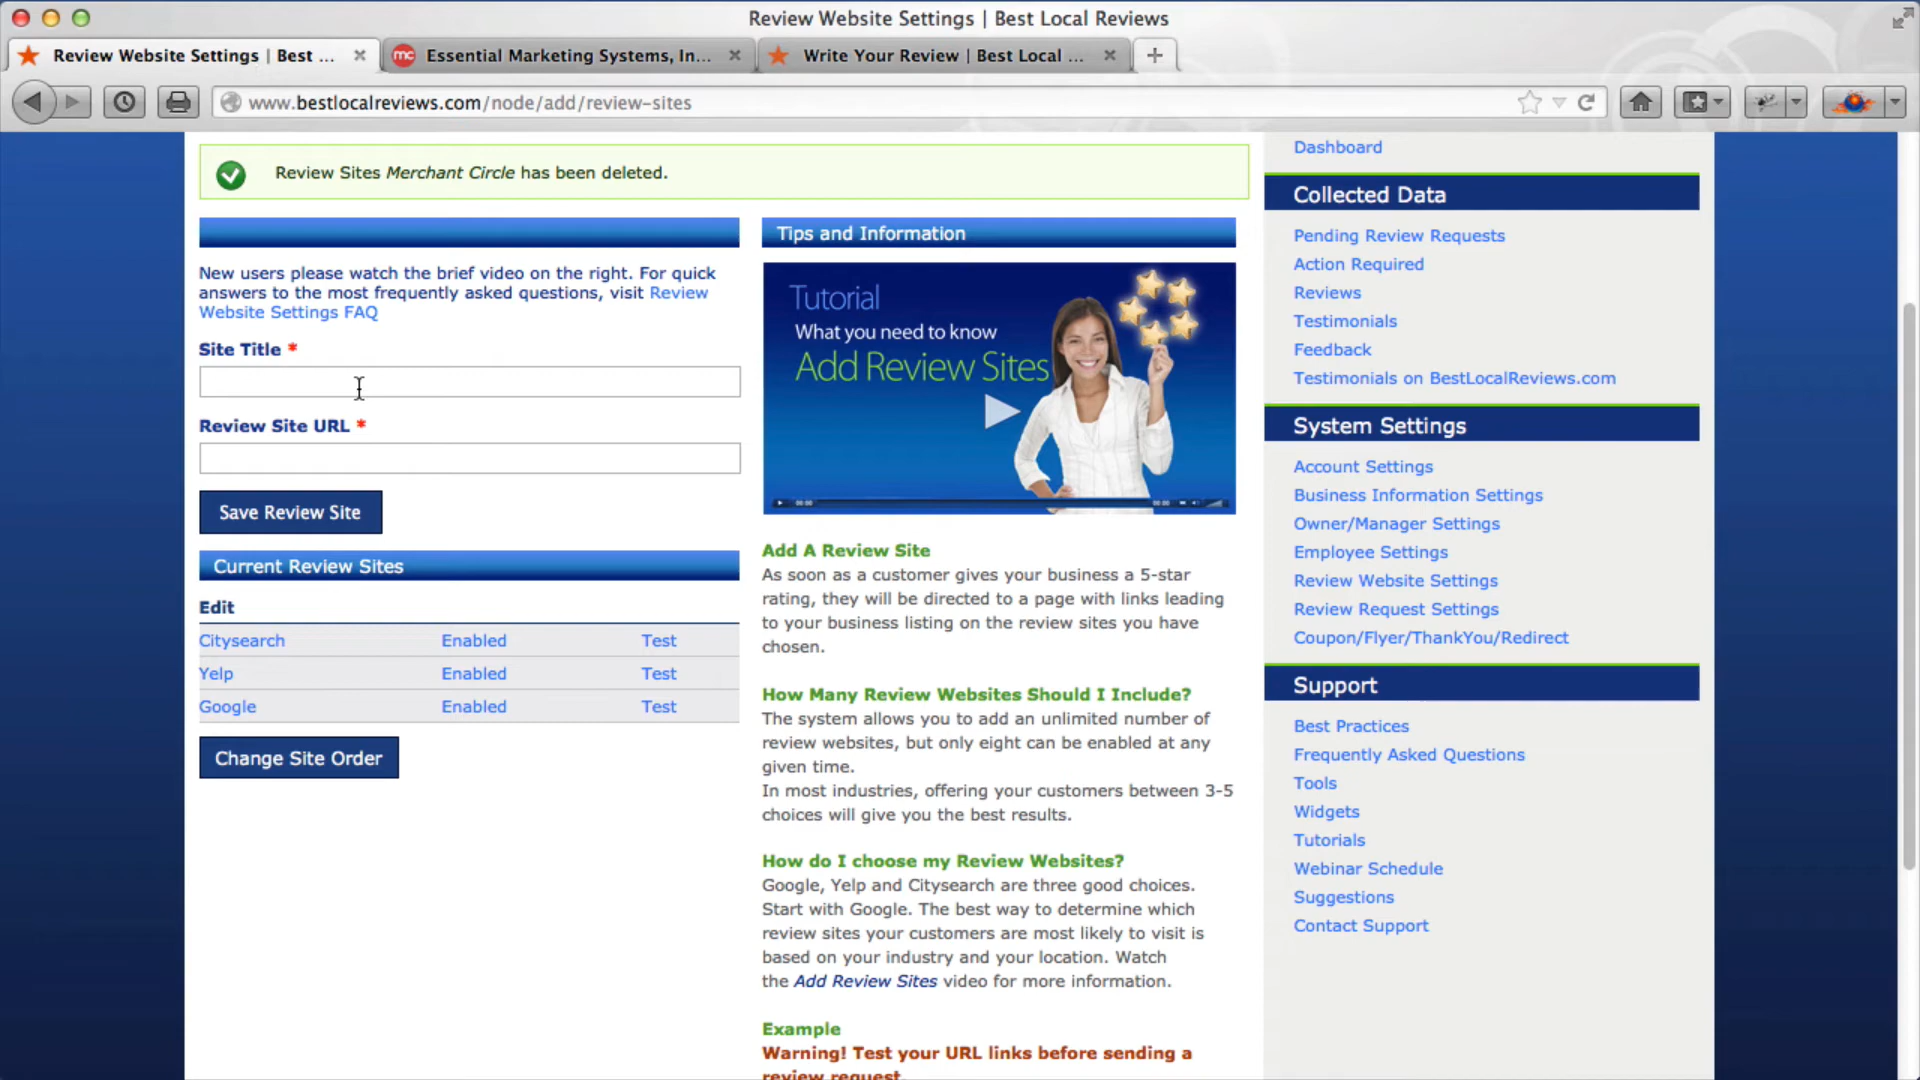 Review Website Settings | Best Local Reviews
Review Website Settings | Best ...
mc
Essential Marketing Systems, In...
Write Your Review | Best Local ...
www.bestlocalreviews.com/node/add/review-sites
Review Sites Merchant Circle has been deleted.
New users please watch the brief video on the right. For quick
answers to the most frequently asked questions, visit Review
Website Settings FAQ
Site Title *
Review Site URL *
Save Review Site
Current Review Sites
Edit
Citysearch Enabled Test
Yelp Enabled Test
Google Enabled Test
Change Site Order
Tips and Information
Tutorial
What you need to know
Add Review Sites
00:00 00:00
Add A Review Site
As soon as a customer gives your business a 5-star
rating, they will be directed to a page with links leading
to your business listing on the review sites you have
chosen.
How Many Review Websites Should I Include?
The system allows you to add an unlimited number of
review websites, but only eight can be enabled at any
given time.
In most industries, offering your customers between 3-5
choices will give you the best results.
How do I choose my Review Websites?
Google, Yelp and Citysearch are three good choices.
Start with Google. The best way to determine which
review sites your customers are most likely to visit is
based on your industry and your location. Watch
the Add Review Sites video for more information.
Example
Warning! Test your URL links before sending a
review request.
Dashboard
Collected Data
Pending Review Requests
Action Required
Reviews
Testimonials
Feedback
Testimonials on BestLocalReviews.com
System Settings
Account Settings
Business Information Settings
Owner/Manager Settings
Employee Settings
Review Website Settings
Review Request Settings
Coupon/Flyer/ThankYou/Redirect
Support
Best Practices
Frequently Asked Questions
Tools
Widgets
Tutorials
Webinar Schedule
Suggestions
Contact Support